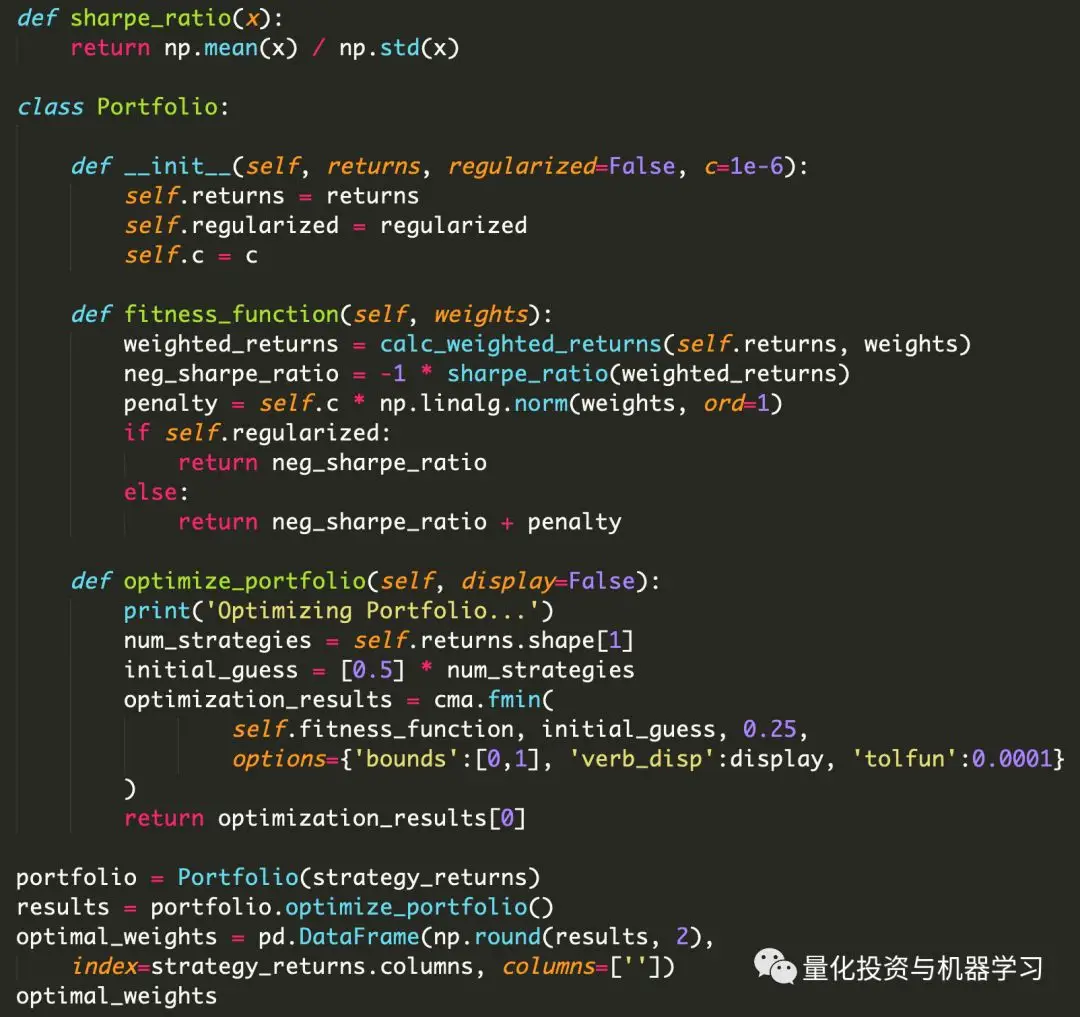 def sharpe_ratio(x):
    return np.mean(x) / np.std(x)

class Portfolio:

    def __init__(self, returns, regularized=False, c=1e-6):
        self.returns = returns
        self.regularized = regularized
        self.c = c

    def fitness_function(self, weights):
        weighted_returns = calc_weighted_returns(self.returns, weights)
        neg_sharpe_ratio = -1 * sharpe_ratio(weighted_returns)
        penalty = self.c * np.linalg.norm(weights, ord=1)
        if self.regularized:
            return neg_sharpe_ratio
        else:
            return neg_sharpe_ratio + penalty

    def optimize_portfolio(self, display=False):
        print('Optimizing Portfolio...')
        num_strategies = self.returns.shape[1]
        initial_guess = [0.5] * num_strategies
        optimization_results = cma.fmin(
                self.fitness_function, initial_guess, 0.25,
                options={'bounds':[0,1], 'verb_disp':display, 'tolfun':0.0001}
        )
        return optimization_results[0]

portfolio = Portfolio(strategy_returns)
results = portfolio.optimize_portfolio()
optimal_weights = pd.DataFrame(np.round(results, 2),
    index=strategy_returns.columns, columns=[''])
optimal_weights
量化投资与机器学习